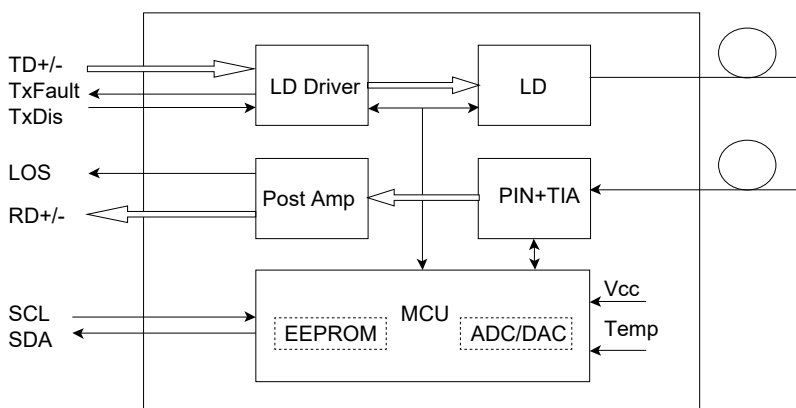 TD+/-
TxFault
TxDis
LD Driver
LD
LOS
RD+/-
Post Amp
PIN+TIA
SCL
SDA
MCU
EEPROM
ADC/DAC
Vcc
Temp